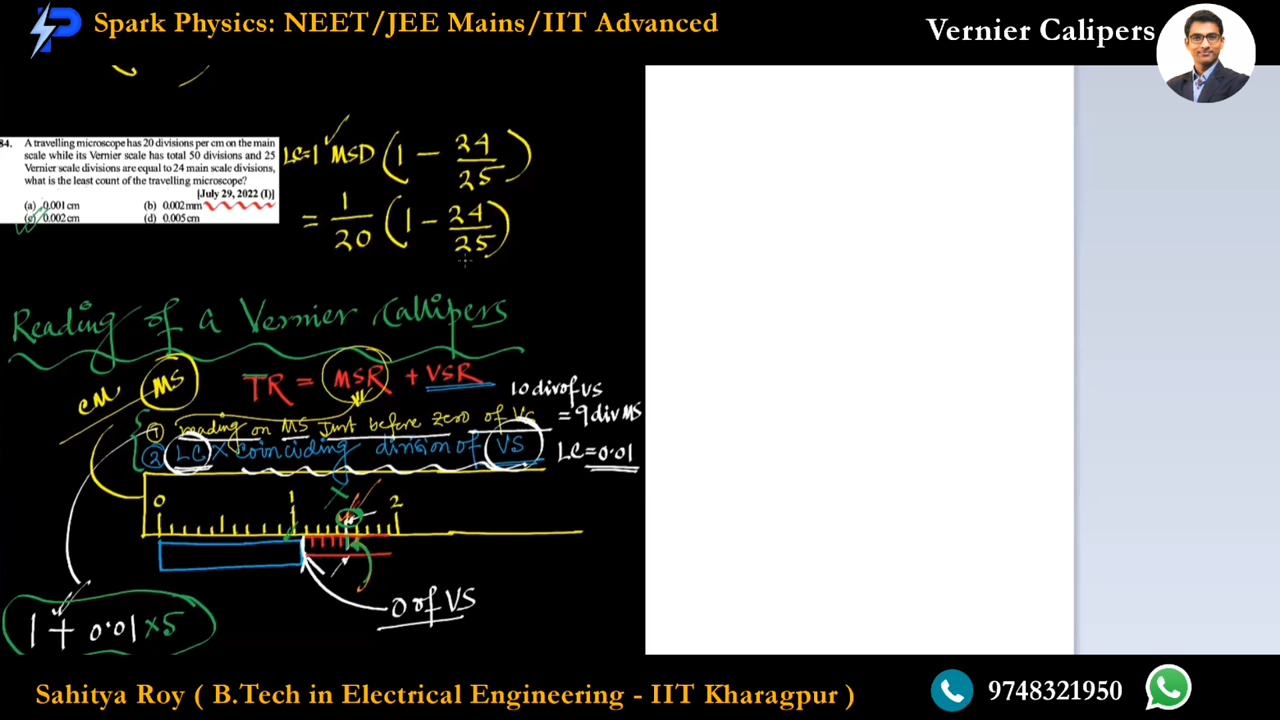 Spark Physics: NEET/JEE Mains/IIT Advanced
Vernier Calipers
84. A travelling microscope has 20 divisions per cm on the main
scale while its Vernier scale has total 50 divisions and 25
Vernier scale divisions are equal to 24 main scale divisions,
what is the least count of the travelling microscope?
[July 29, 2022 (I)]
(a) 0.001 cm (b) 0.002 mm
(c) 0.002 cm (d) 0.005 cm
LC=1 MSD (1 - 24/25)
= 1/20 (1 - 24/25)
Reading of a Vernier Callipers
cm MS
TR = MSR + VSR
10 div of VS
= 9 div MS
LC = 0.01
① reading on MS Just before zero of VS
② LC × coinciding division of VS
0 1 2
0 of VS
1 + 0.01 × 5
Sahitya Roy ( B.Tech in Electrical Engineering - IIT Kharagpur )
9748321950